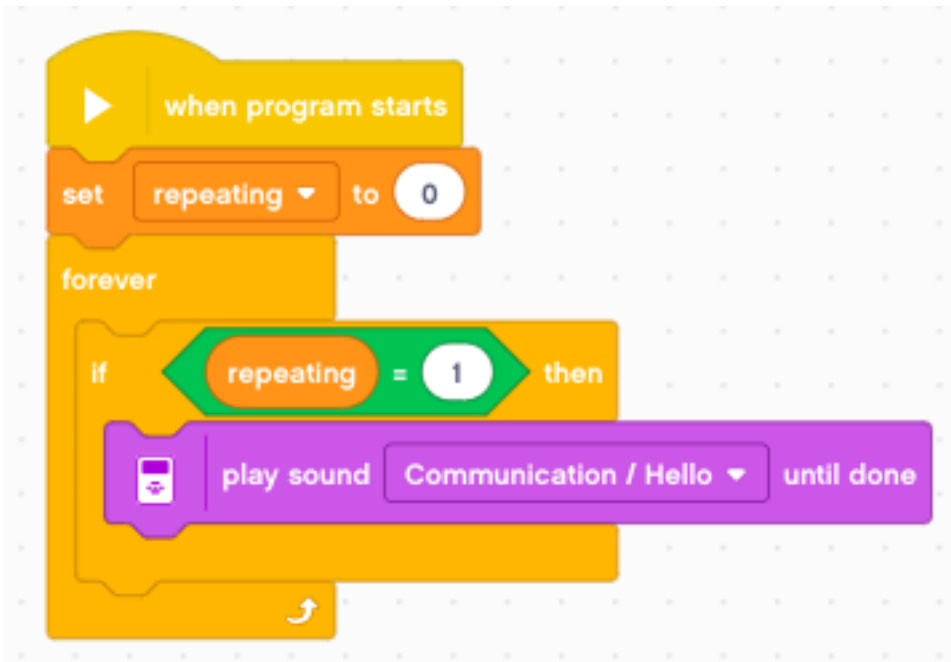 when program starts
set repeating to 0
forever
if repeating = 1 then
play sound Communication / Hello until done